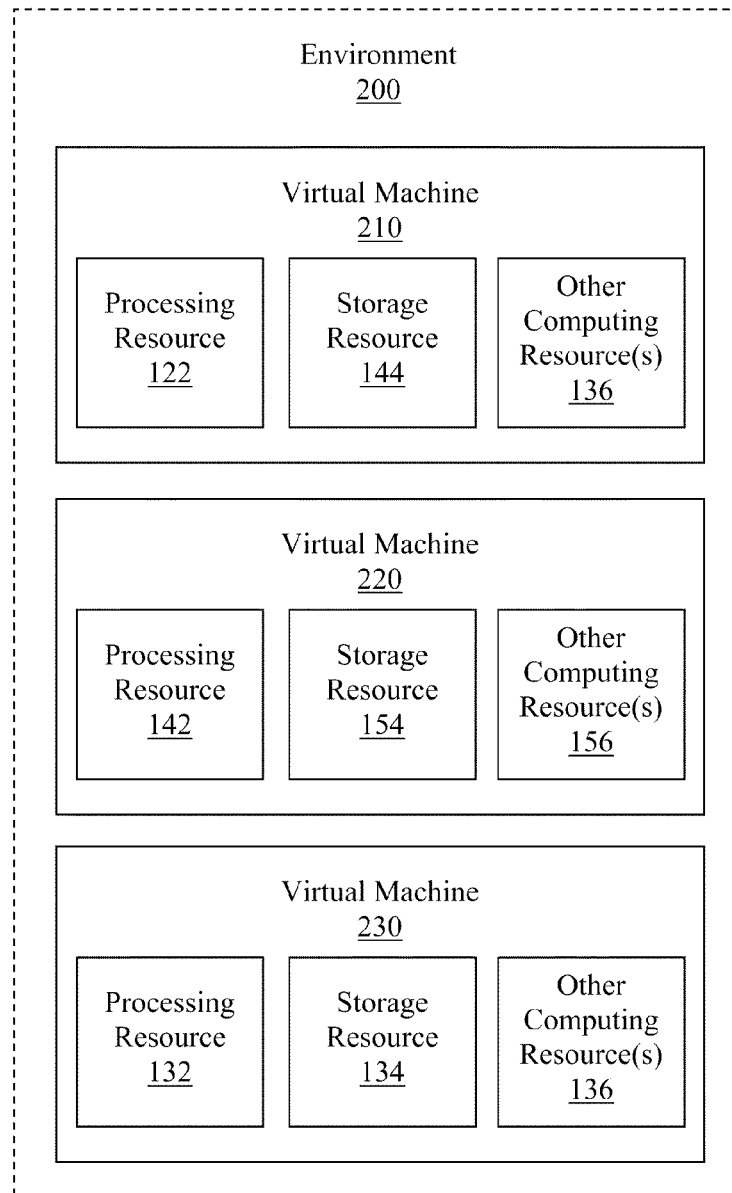 Environment
200
Virtual Machine
210
Processing
Resource
122
Storage
Resource
144
Other
Computing
Resource(s)
136
Virtual Machine
220
Processing
Resource
142
Storage
Resource
154
Other
Computing
Resource(s)
156
Virtual Machine
230
Processing
Resource
132
Storage
Resource
134
Other
Computing
Resource(s)
136